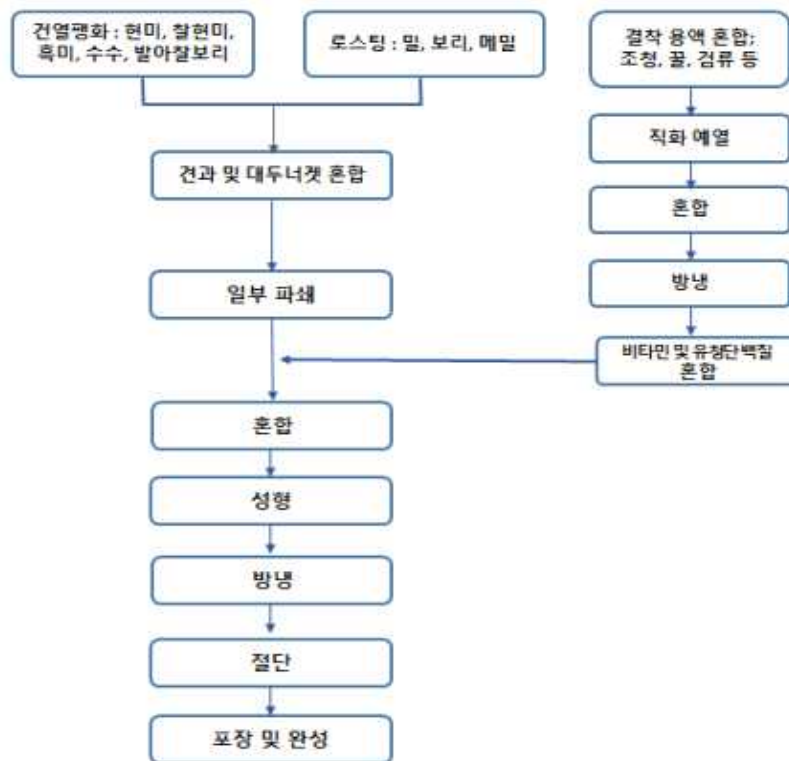 건열팽화 : 현미, 찰현미,
흑미, 수수, 발아찰보리
로스팅 : 밀, 보리, 메밀
결착 용액 혼합;
조청, 꿀, 검류 등
직화 예열
견과 및 대두너겟 혼합
혼합
방냉
일부 파쇄
비타민 및 유청단백질
혼합
혼합
성형
방냉
절단
포장 및 완성